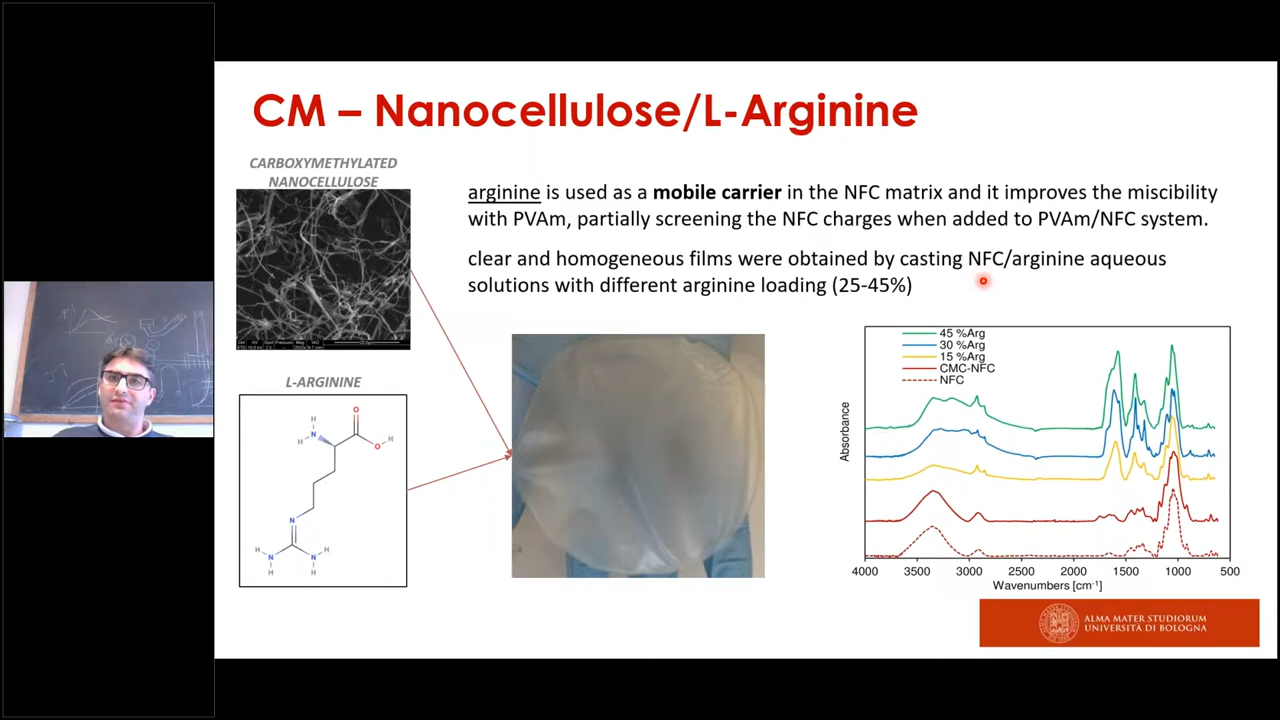 CM – Nanocellulose/L-Arginine
CARBOXYMETHYLATED
NANOCELLULOSE
arginine is used as a mobile carrier in the NFC matrix and it improves the miscibility
with PVAm, partially screening the NFC charges when added to PVAm/NFC system.
clear and homogeneous films were obtained by casting NFC/arginine aqueous
solutions with different arginine loading (25-45%)
L-ARGININE
H
N
H
O
O
H
N
H
N
H
N
H
H
45 %Arg
30 %Arg
15 %Arg
CMC-NFC
NFC
Absorbance
4000 3500 3000 2500 2000 1500 1000 500
Wavenumbers [cm⁻¹]
ALMA MATER STUDIORUM
UNIVERSITÀ DI BOLOGNA